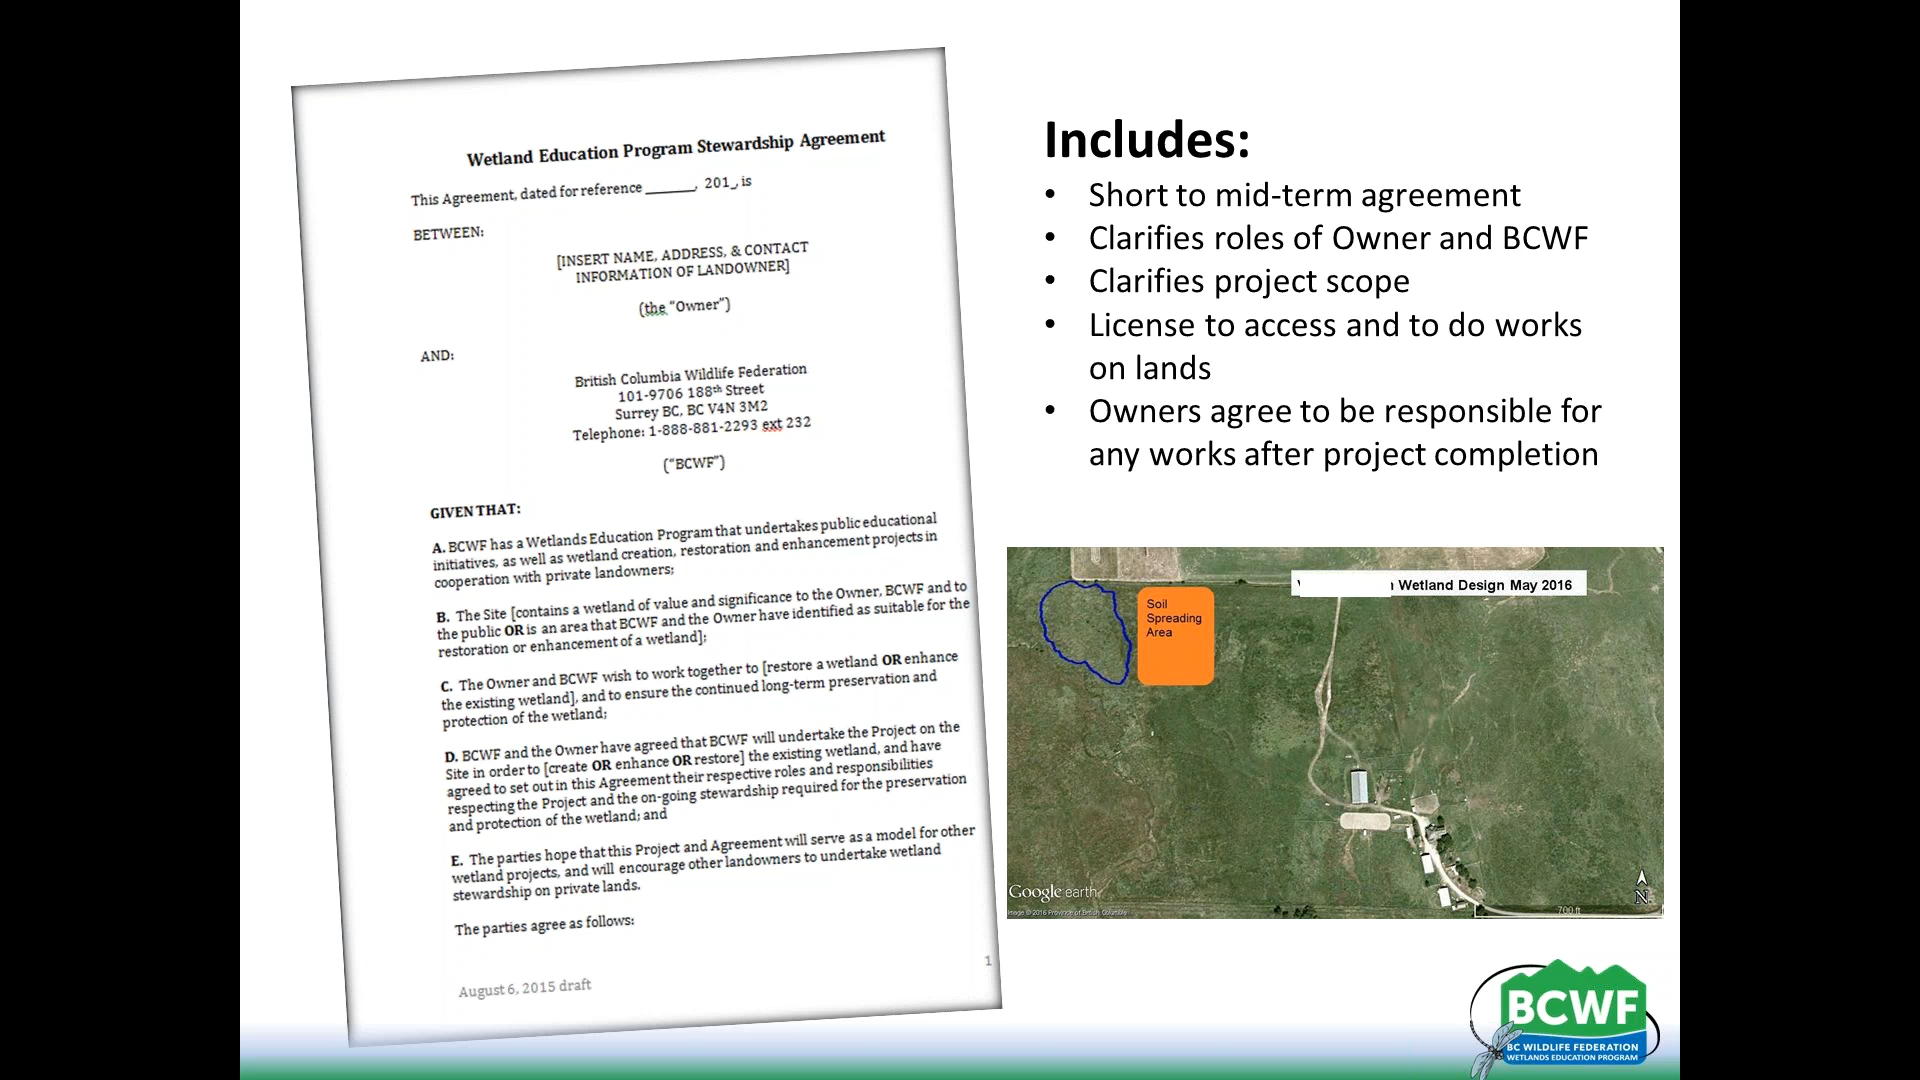 Wetland Education Program Stewardship Agreement
This Agreement, dated for reference _______, 201_, is
BETWEEN:
[INSERT NAME, ADDRESS, & CONTACT
INFORMATION OF LANDOWNER]
(the “Owner”)
AND:
British Columbia Wildlife Federation
101-9706 188th Street
Surrey BC, BC V4N 3M2
Telephone: 1-888-881-2293 ext 232
(“BCWF”)
GIVEN THAT:
A. BCWF has a Wetlands Education Program that undertakes public educational
initiatives, as well as wetland creation, restoration and enhancement projects in
cooperation with private landowners;
B. The Site [contains a wetland of value and significance to the Owner, BCWF and to
the public OR is an area that BCWF and the Owner have identified as suitable for the
restoration or enhancement of a wetland];
C. The Owner and BCWF wish to work together to [restore a wetland OR enhance
the existing wetland], and to ensure the continued long-term preservation and
protection of the wetland;
D. BCWF and the Owner have agreed that BCWF will undertake the Project on the
Site in order to [create OR enhance OR restore] the existing wetland, and have
agreed to set out in this Agreement their respective roles and responsibilities
respecting the Project and the on-going stewardship required for the preservation
and protection of the wetland; and
E. The parties hope that this Project and Agreement will serve as a model for other
wetland projects, and will encourage other landowners to undertake wetland
stewardship on private lands.
The parties agree as follows:
1
August 6, 2015 draft
Includes:
• Short to mid-term agreement
• Clarifies roles of Owner and BCWF
• Clarifies project scope
• License to access and to do works
on lands
• Owners agree to be responsible for
any works after project completion
Wetland Design May 2016
Soil
Spreading
Area
Google earth
Image © 2016 Province of British Columbia
N
700 ft
BCWF
BC WILDLIFE FEDERATION
WETLANDS EDUCATION PROGRAM